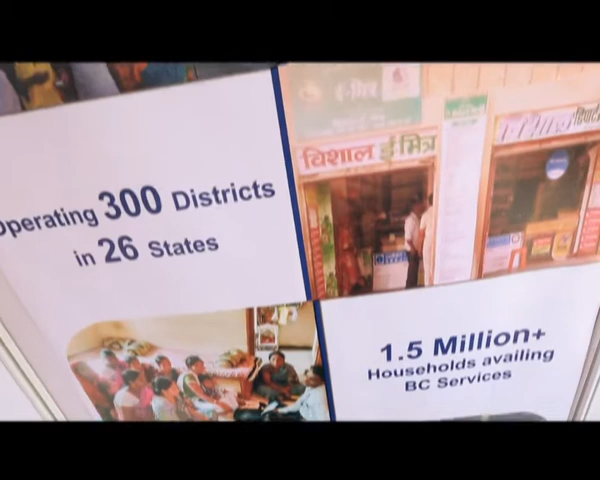 Operating 300 Districts
in 26 States
ई-मित्र
विशाल ई मित्र
1.5 Million+
Households availing
BC Services